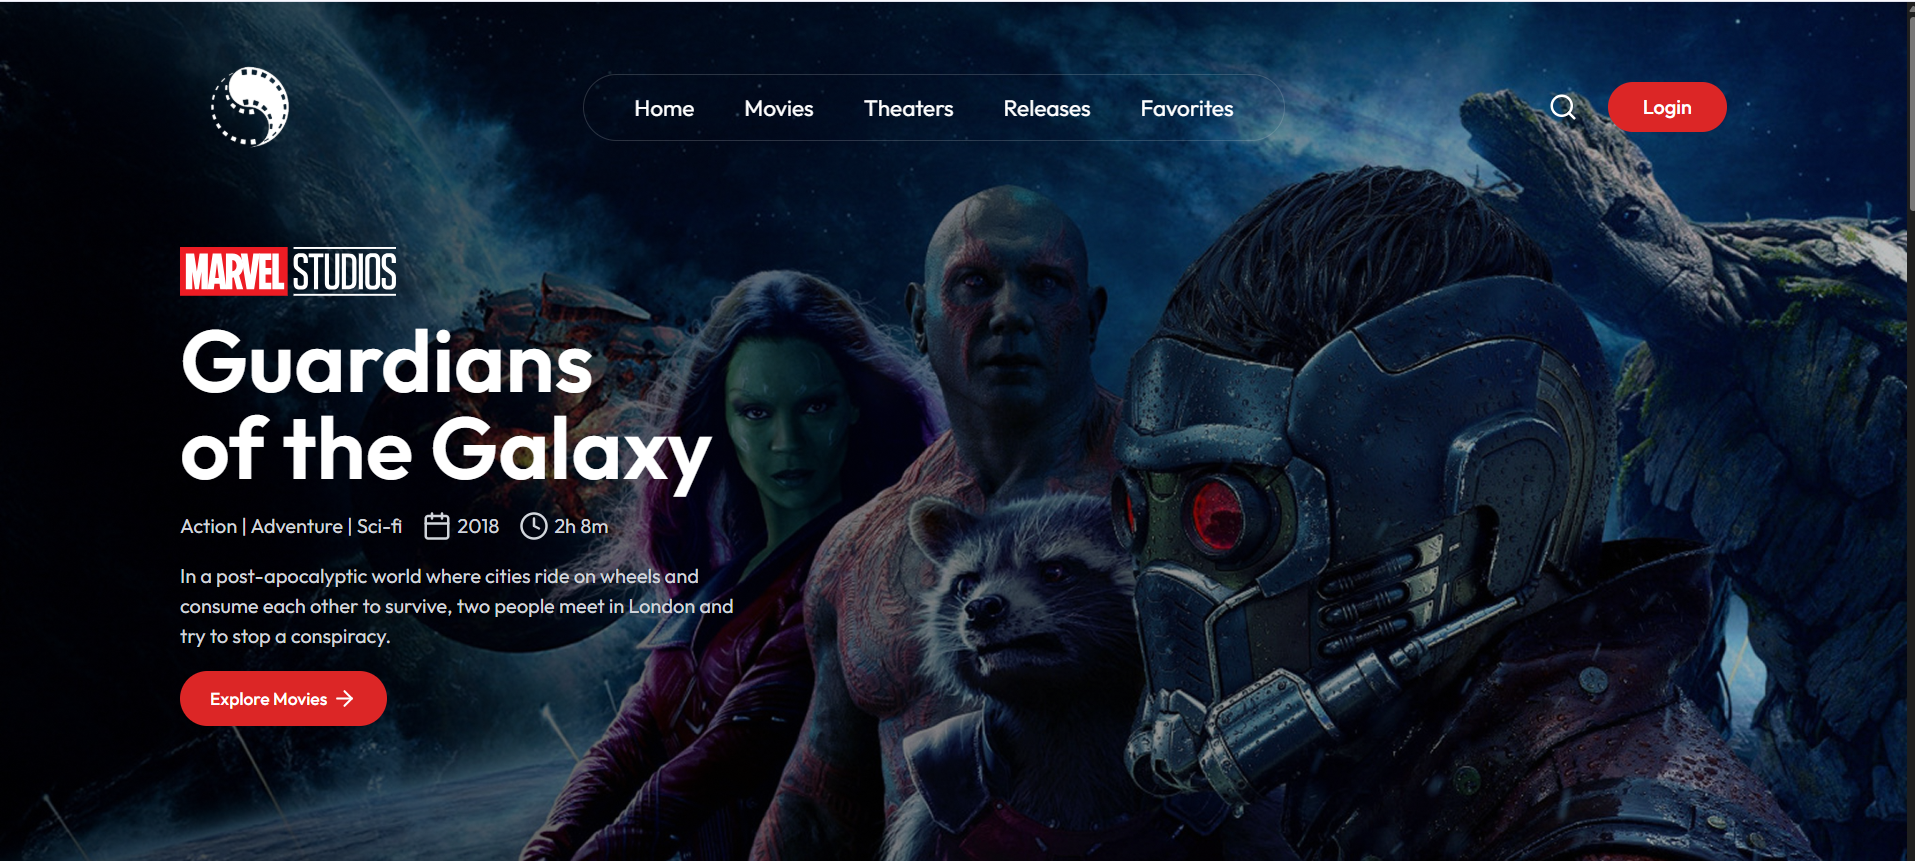 Home Movies Theaters Releases Favorites Login
MARVEL STUDIOS
Guardians
of the Galaxy
Action | Adventure | Sci-fi 2018 2h 8m
In a post-apocalyptic world where cities ride on wheels and
consume each other to survive, two people meet in London and
try to stop a conspiracy.
Explore Movies